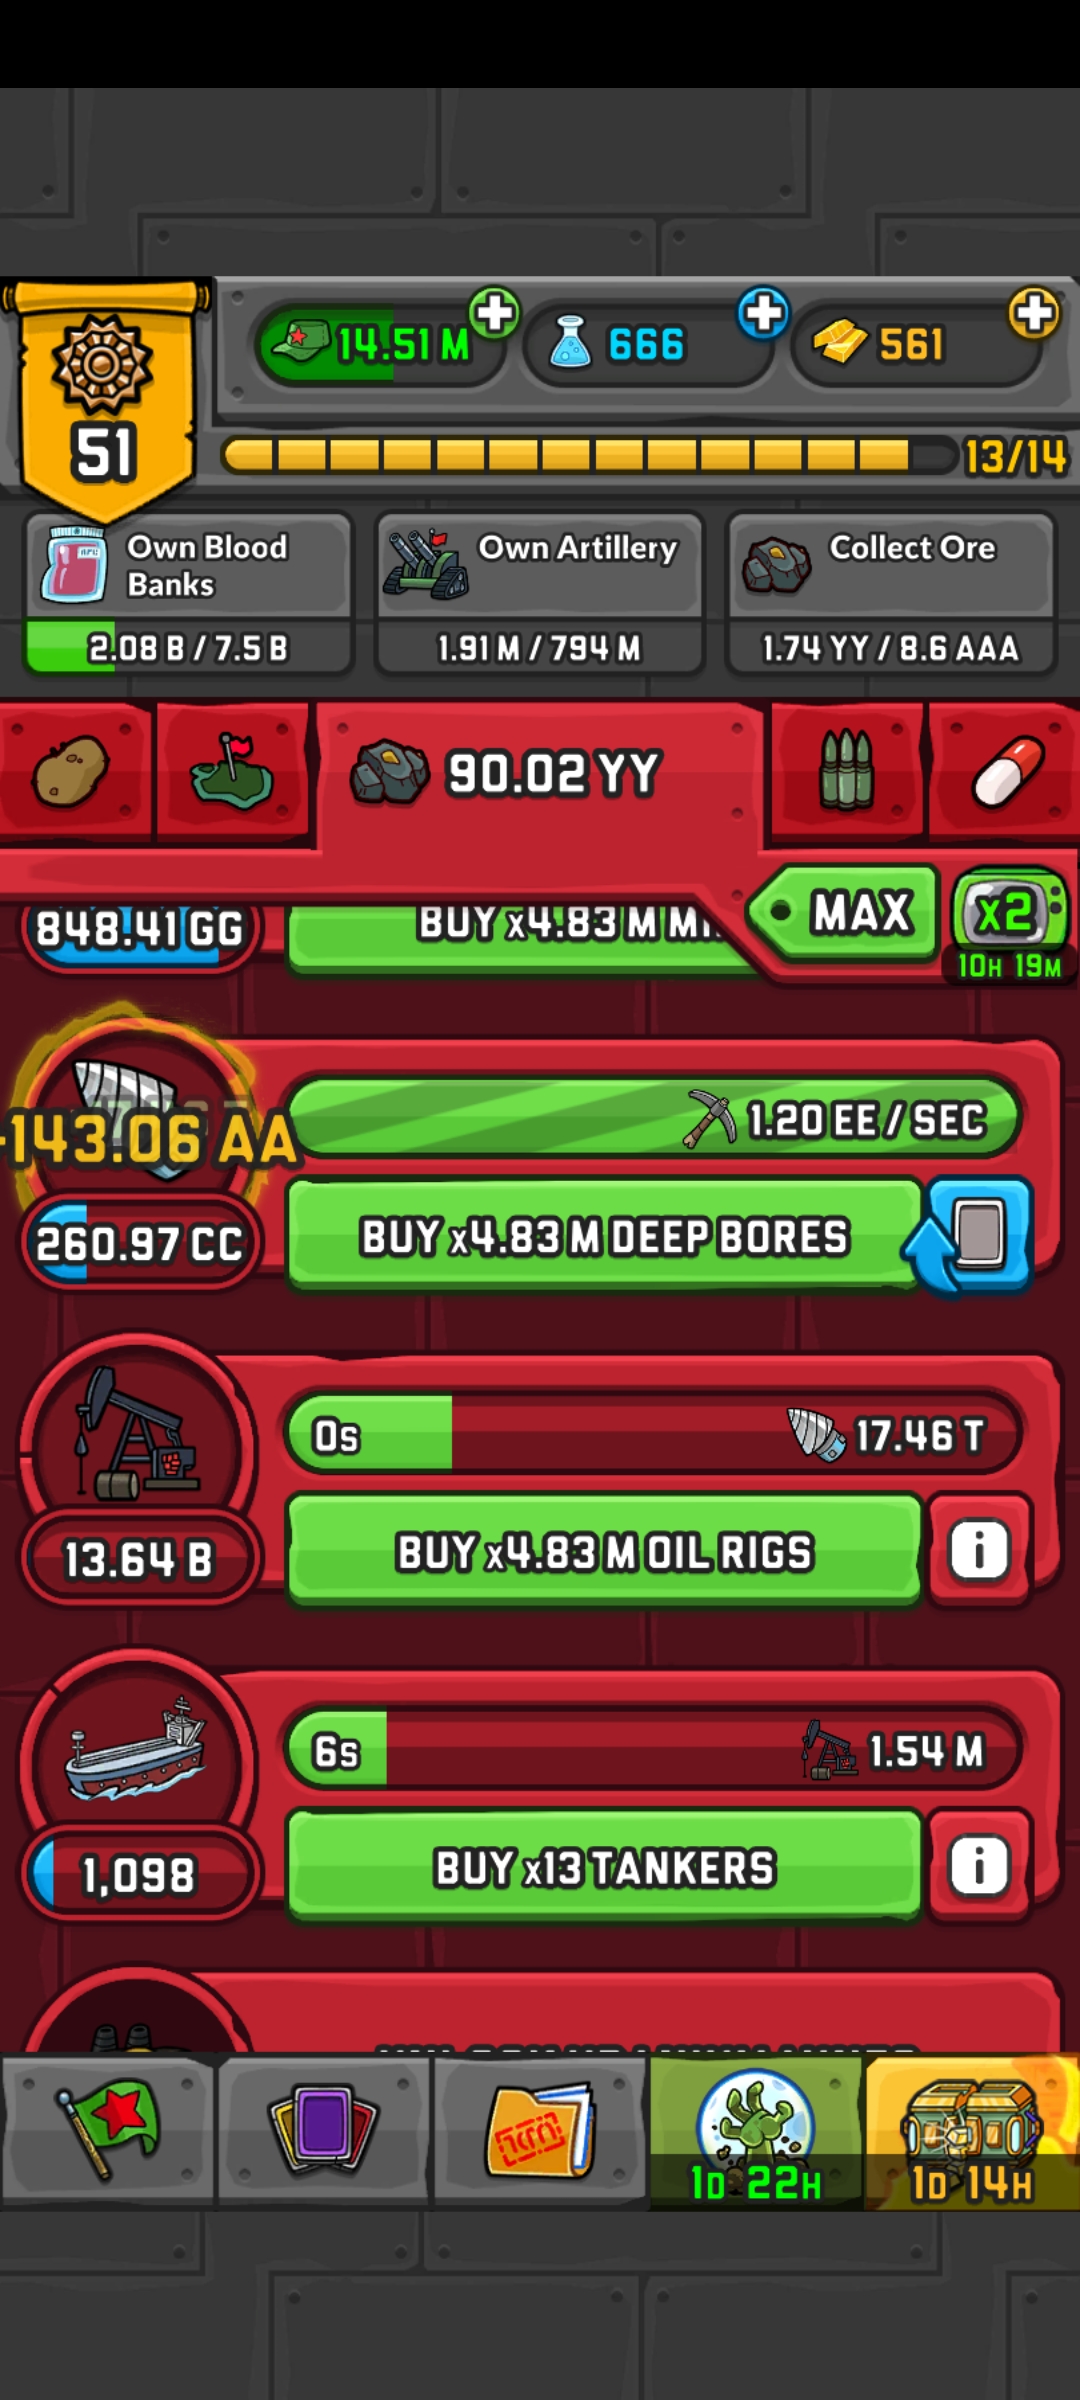 14.51 M
666
561
51
13/14
Own Blood
Banks
2.08 B / 7.5 B
Own Artillery
1.91 M / 794 M
Collect Ore
1.74 YY / 8.6 AAA
90.02 YY
MAX
x2
10H 19M
848.41 GG
BUY x4.83 M
143.06 AA
1.20 EE / SEC
260.97 CC
BUY x4.83 M DEEP BORES
0s
17.46 T
13.64 B
BUY x4.83 M OIL RIGS
i
6s
1.54 M
1,098
BUY x13 TANKERS
i
1D 22H
1D 14H